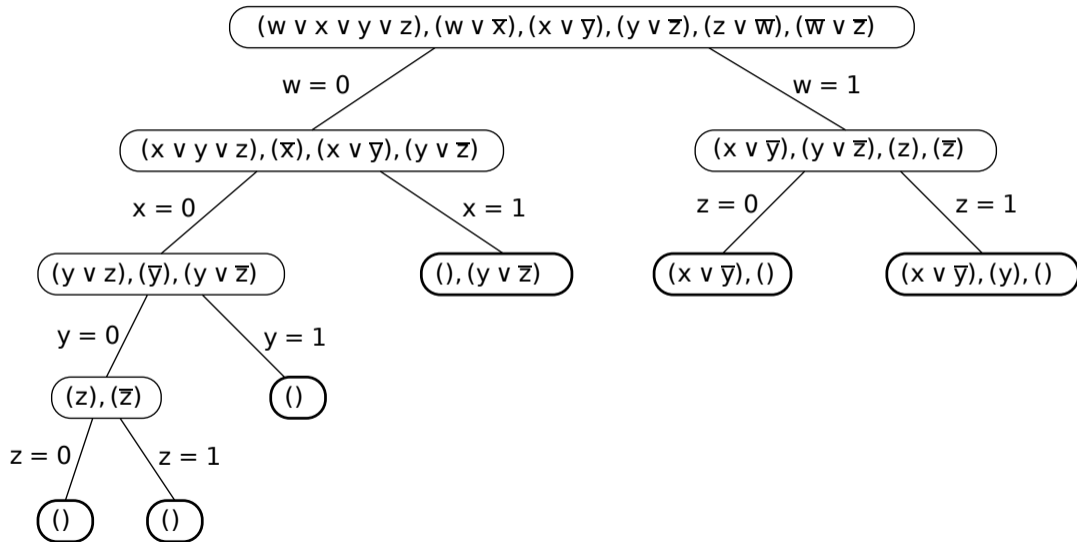 (w ∨ x ∨ y ∨ z),(w ∨ x̅),(x ∨ y̅),(y ∨ z̅),(z ∨ w̅),(w̅ ∨ z̅)
w = 0
w = 1
(x ∨ y ∨ z),(x̅),(x ∨ y̅),(y ∨ z̅)
(x ∨ y̅),(y ∨ z̅),(z),(z̅)
x = 0
x = 1
z = 0
z = 1
(y ∨ z),(y̅),(y ∨ z̅)
(),(y ∨ z̅)
(x ∨ y̅),()
(x ∨ y̅),(y),()
y = 0
y = 1
(z),(z̅)
()
z = 0
z = 1
()
()